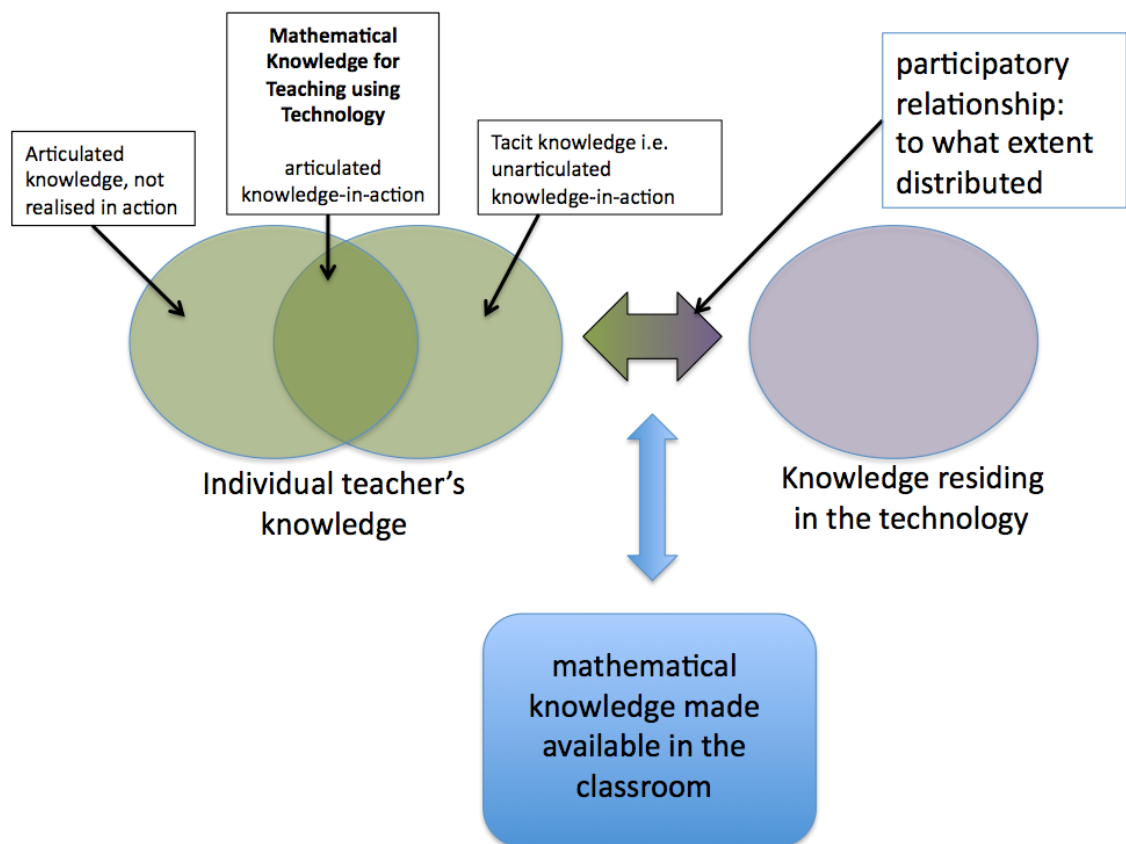 Mathematical
Knowledge for
Teaching using
Technology
articulated
knowledge-in-action
participatory
relationship:
to what extent
distributed
Articulated
knowledge, not
realised in action
Tacit knowledge i.e.
unarticulated
knowledge-in-action
Individual teacher’s
knowledge
Knowledge residing
in the technology
mathematical
knowledge made
available in the
classroom